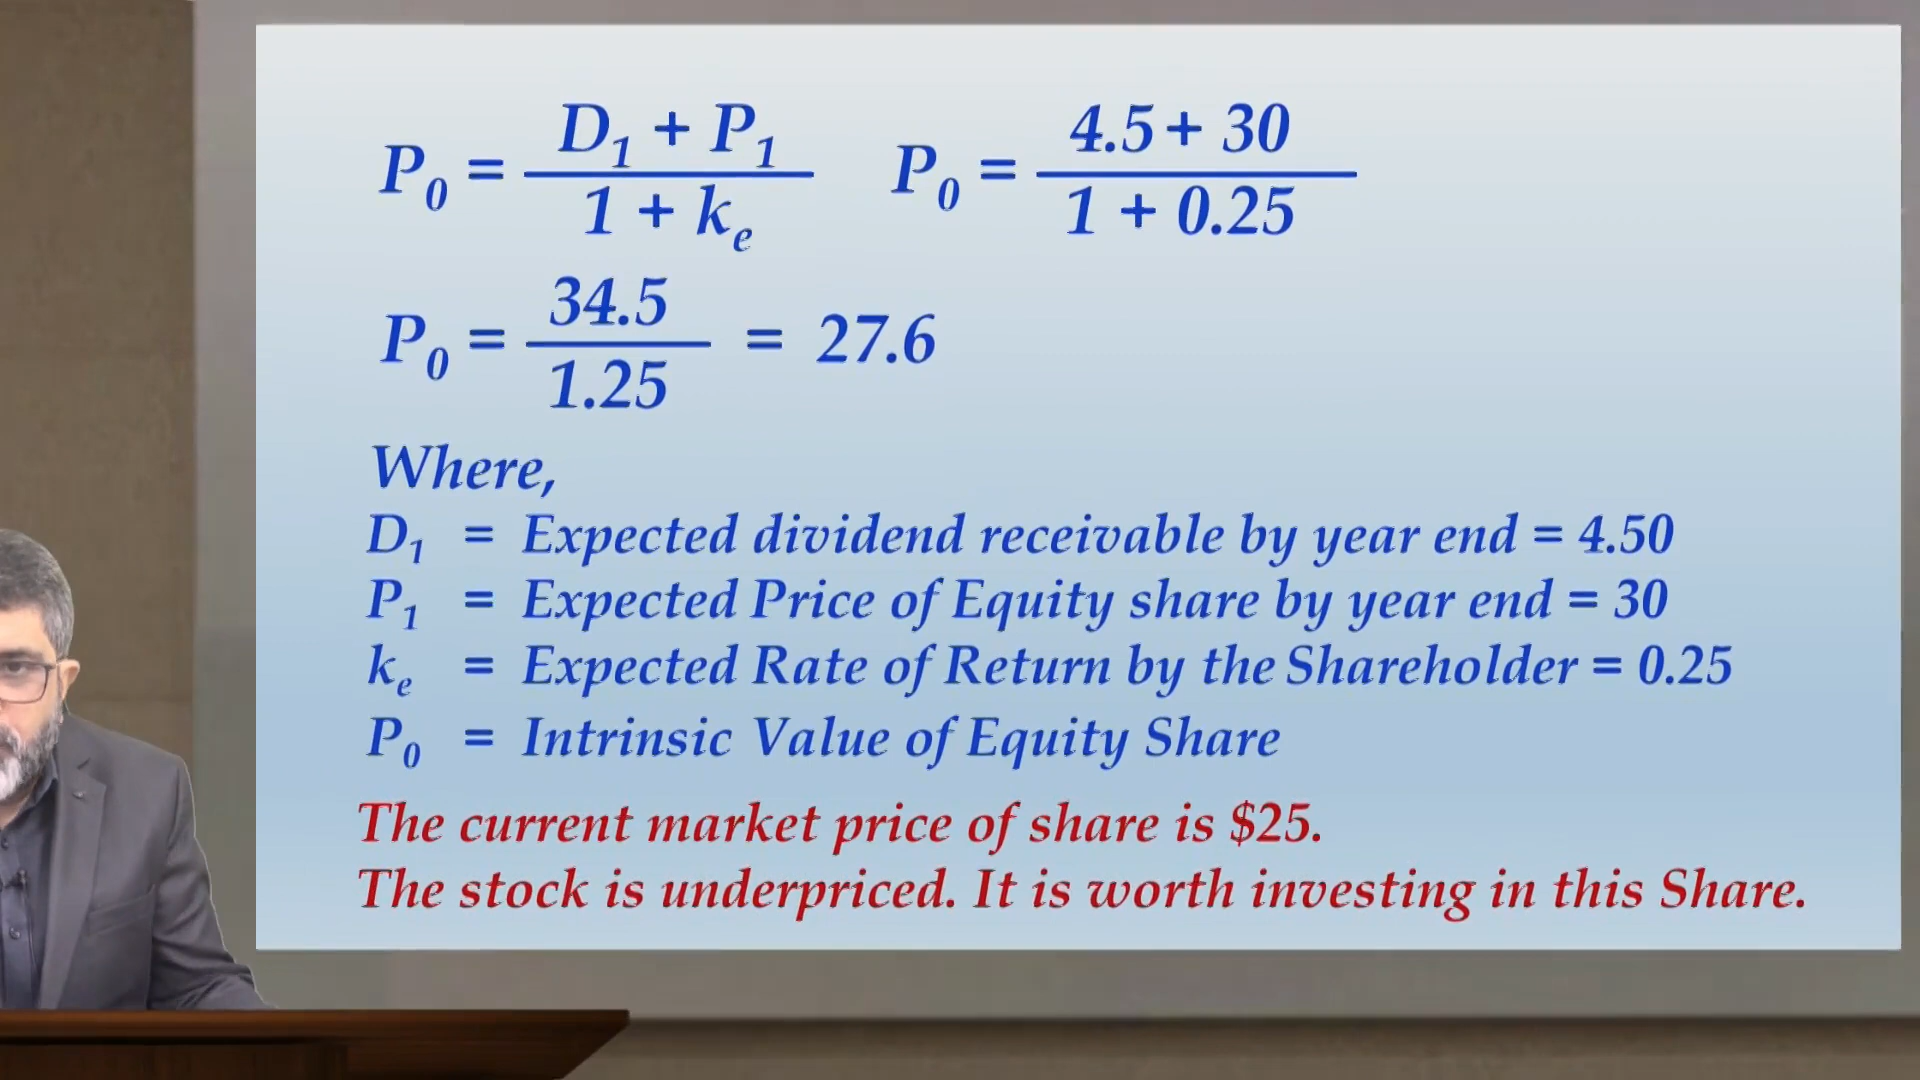 P₀ = (D₁ + P₁) / (1 + kₑ)    P₀ = (4.5 + 30) / (1 + 0.25)
P₀ = 34.5 / 1.25 = 27.6
Where,
D₁ = Expected dividend receivable by year end = 4.50
P₁ = Expected Price of Equity share by year end = 30
kₑ = Expected Rate of Return by the Shareholder = 0.25
P₀ = Intrinsic Value of Equity Share
The current market price of share is $25.
The stock is underpriced. It is worth investing in this Share.